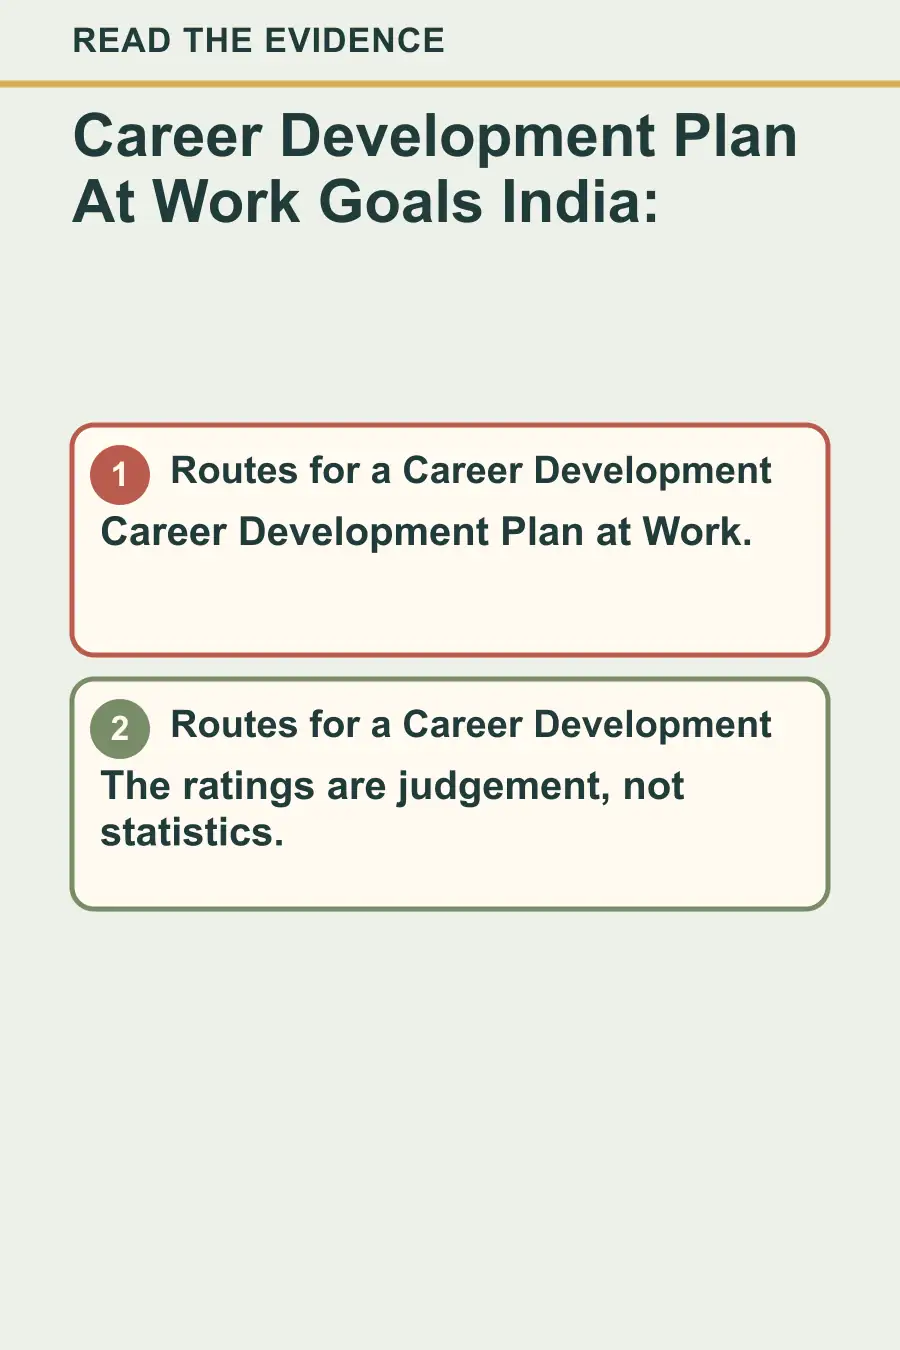 READ THE EVIDENCE
Career Development Plan
At Work Goals India:
1 Routes for a Career Development
Career Development Plan at Work.
2 Routes for a Career Development
The ratings are judgement, not
statistics.